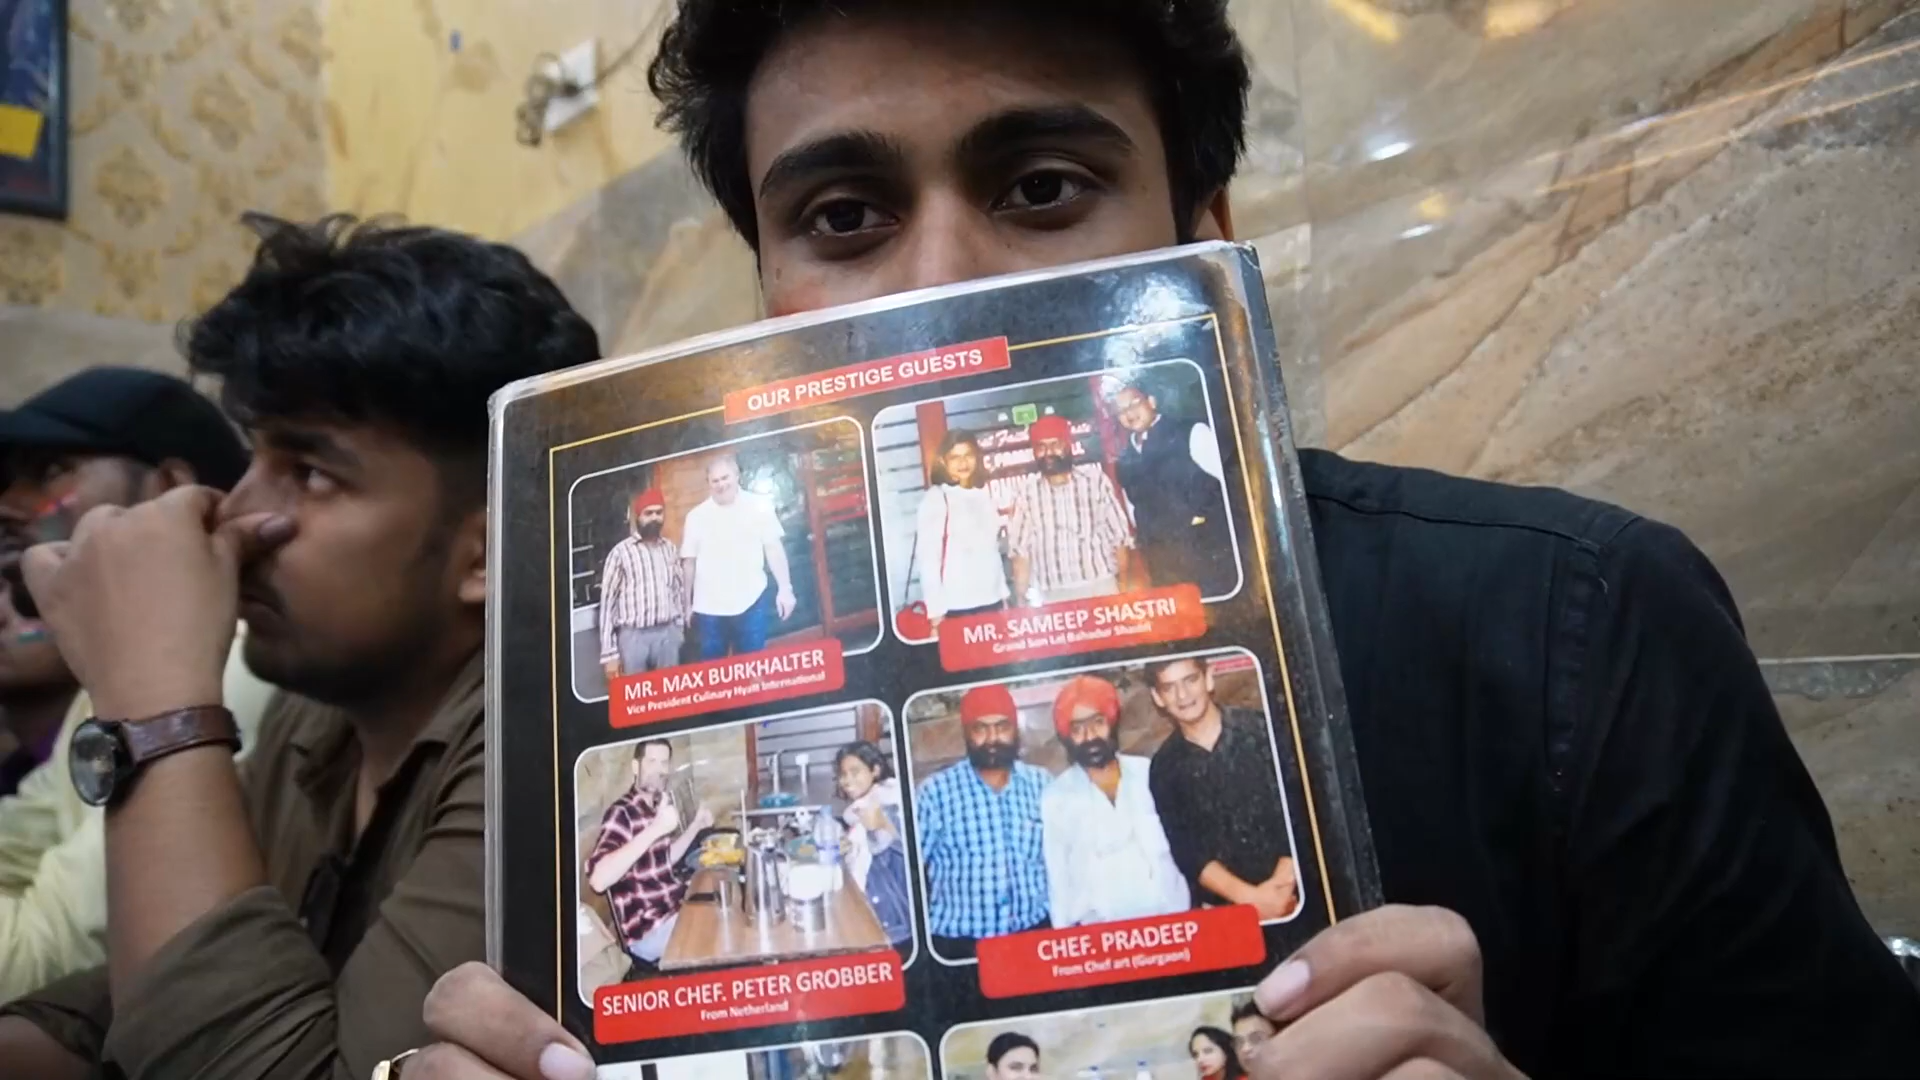 OUR PRESTIGE GUESTS
MR. MAX BURKHALTER
Vice President Culinary Hyatt International
MR. SAMEEP SHASTRI
Grand Son Lal Bahadur Shastri
SENIOR CHEF. PETER GROBBER
From Netherland
CHEF. PRADEEP
From Chef art (Gurgaon)